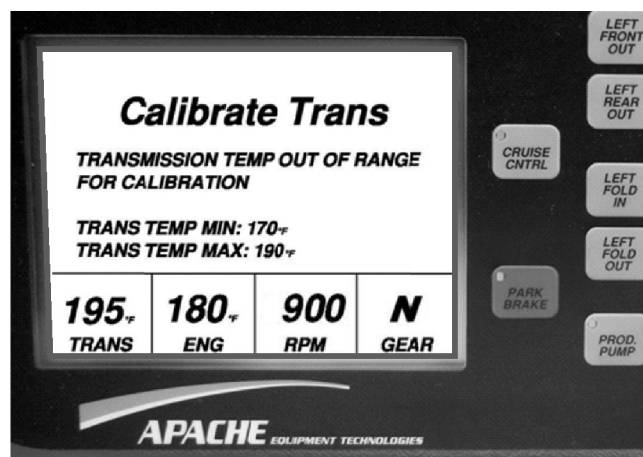 Calibrate Trans
TRANSMISSION TEMP OUT OF RANGE
FOR CALIBRATION
TRANS TEMP MIN: 170°F
TRANS TEMP MAX: 190°F
195°F
TRANS
180°F
ENG
900
RPM
N
GEAR
CRUISE
CNTRL
PARK
BRAKE
LEFT
FRONT
OUT
LEFT
REAR
OUT
LEFT
FOLD
IN
LEFT
FOLD
OUT
PROD.
PUMP
APACHE EQUIPMENT TECHNOLOGIES